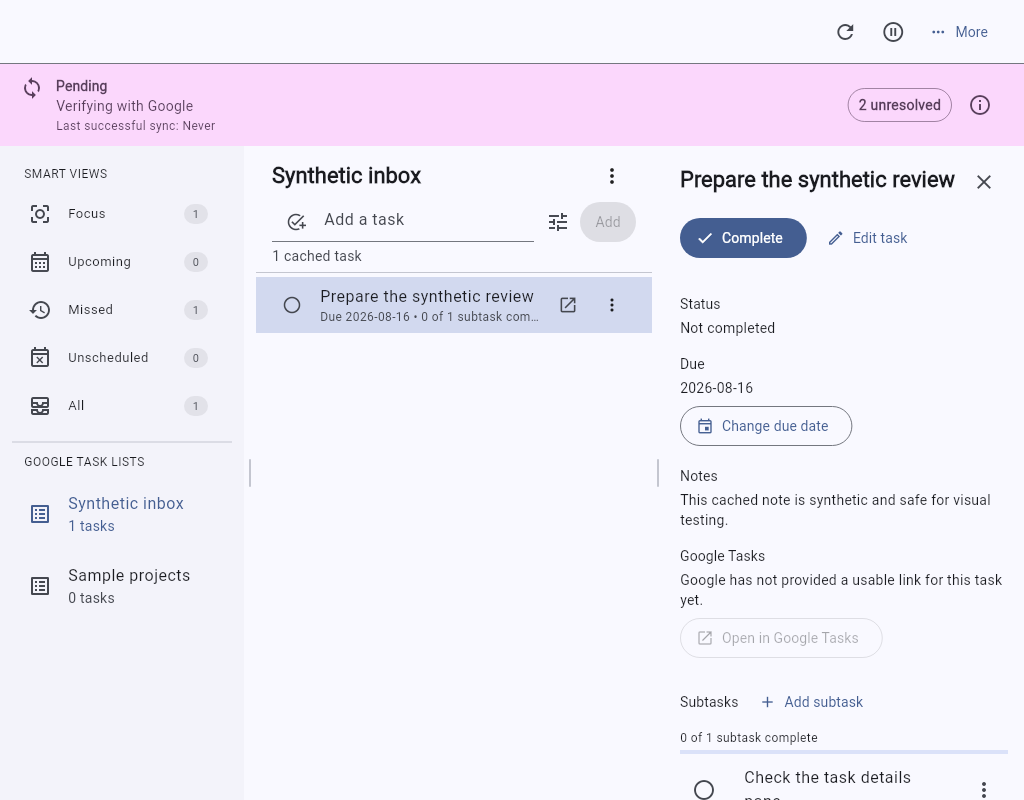 More
Pending
Verifying with Google
Last successful sync: Never
2 unresolved
SMART VIEWS
Focus
1
Upcoming
0
Missed
1
Unscheduled
0
All
1
GOOGLE TASK LISTS
Synthetic inbox
1 tasks
Sample projects
0 tasks
Synthetic inbox
Add a task
Add
1 cached task
Prepare the synthetic review
Due 2026-08-16 • 0 of 1 subtask com…
Prepare the synthetic review
Complete
Edit task
Status
Not completed
Due
2026-08-16
Change due date
Notes
This cached note is synthetic and safe for visual
testing.
Google Tasks
Google has not provided a usable link for this task
yet.
Open in Google Tasks
Subtasks
Add subtask
0 of 1 subtask complete
Check the task details